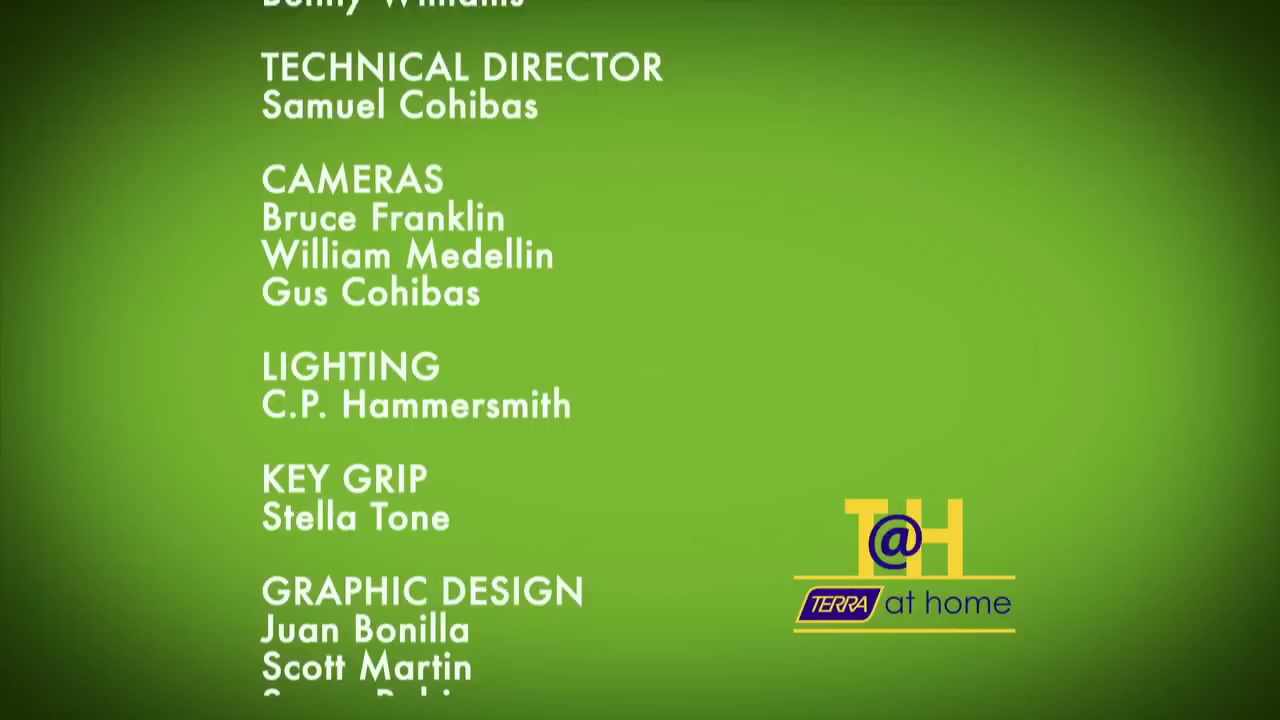 Williams
TECHNICAL DIRECTOR
Samuel Cohibas
CAMERAS
Bruce Franklin
William Medellin
Gus Cohibas
LIGHTING
C.P. Hammersmith
KEY GRIP
Stella Tone
GRAPHIC DESIGN
Juan Bonilla
Scott Martin
T@H
TERRA at home